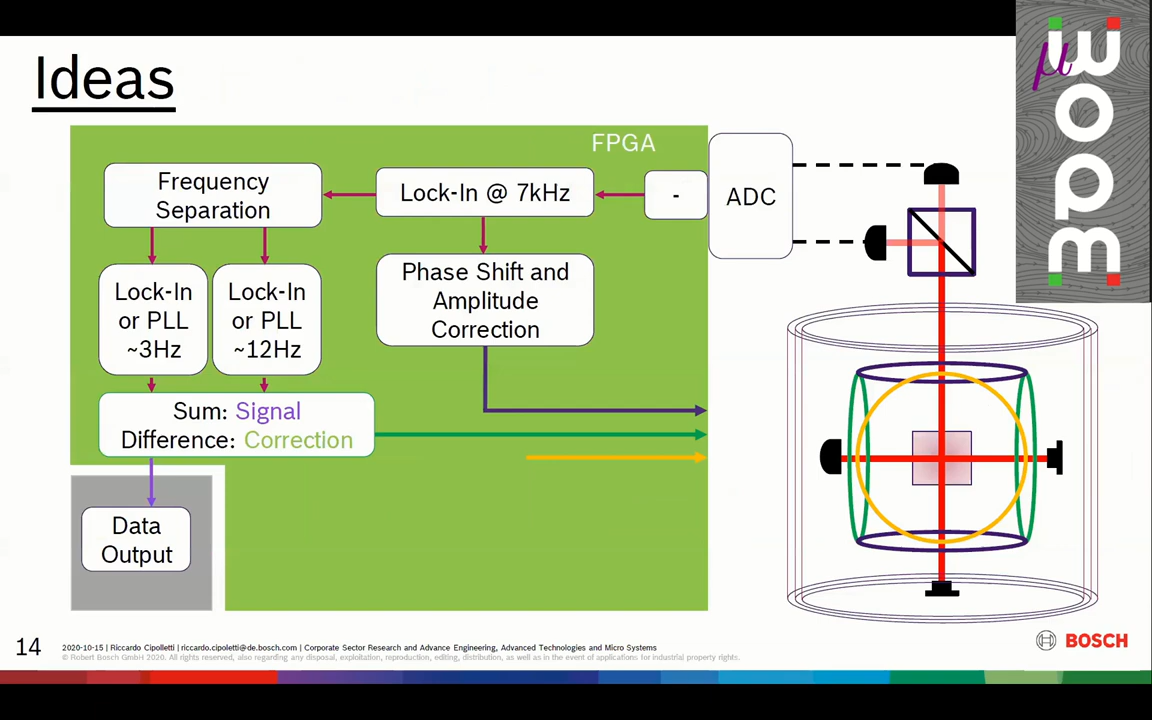 Ideas
FPGA
Frequency
Separation
Lock-In @ 7kHz
-
ADC
Lock-In
or PLL
~3Hz
Lock-In
or PLL
~12Hz
Phase Shift and
Amplitude
Correction
Sum: Signal
Difference: Correction
Data
Output
μwopm
14
2020-10-15 | Riccardo Cipolletti | riccardo.cipoletti@de.bosch.com | Corporate Sector Research and Advance Engineering, Advanced Technologies and Micro Systems
© Robert Bosch GmbH 2020. All rights reserved, also regarding any disposal, exploitation, reproduction, editing, distribution, as well as in the event of applications for industrial property rights.
BOSCH